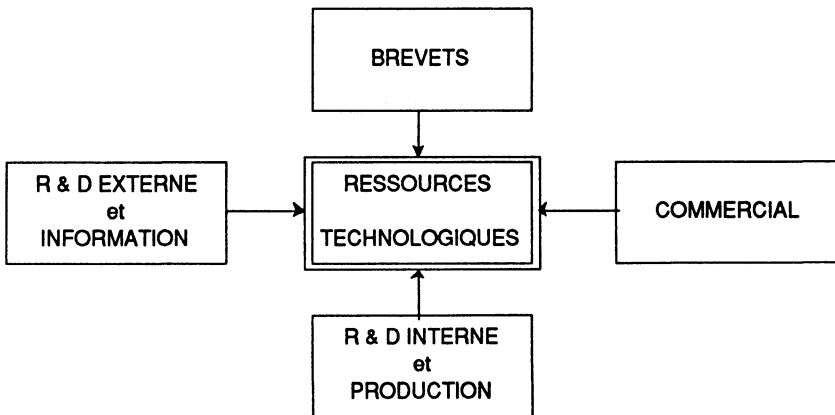 BREVETS
R & D EXTERNE
et
INFORMATION
RESSOURCES
TECHNOLOGIQUES
COMMERCIAL
R & D INTERNE
et
PRODUCTION